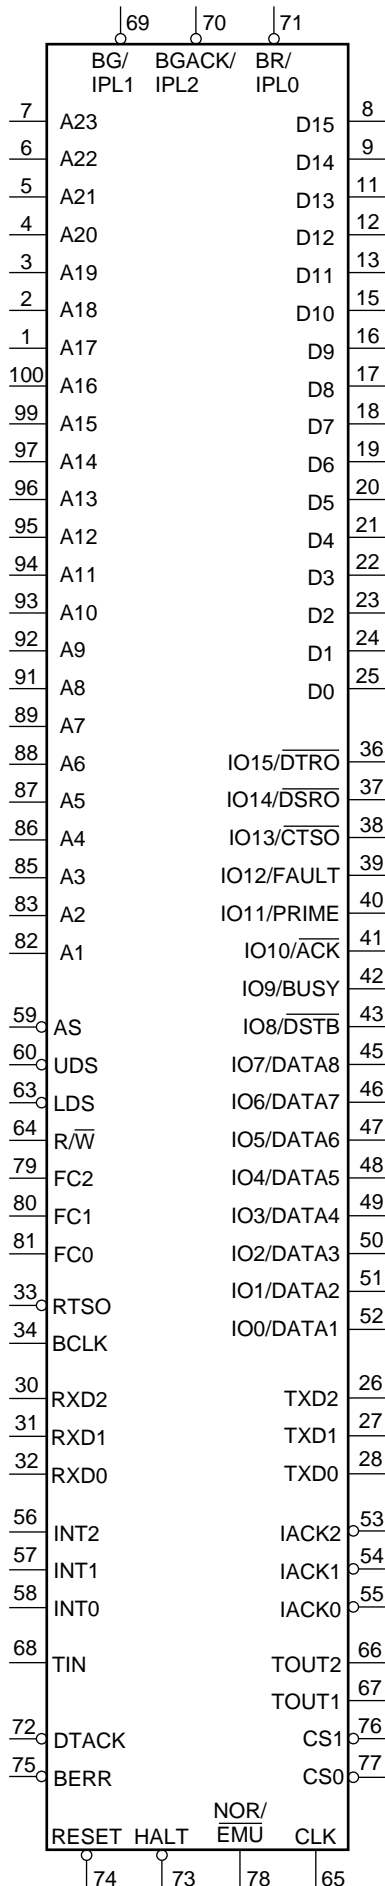 69 70 71
BG/ BGACK/ BR/
IPL1 IPL2 IPL0
7 A23 D15 8
6 A22 D14 9
5 A21 D13 11
4 A20 D12 12
3 A19 D11 13
2 A18 D10 15
1 A17 D9 16
100 A16 D8 17
99 A15 D7 18
97 A14 D6 19
96 A13 D5 20
95 A12 D4 21
94 A11 D3 22
93 A10 D2 23
92 A9 D1 24
91 A8 D0 25
89 A7
88 A6 IO15/DTRO 36
87 A5 IO14/DSRO 37
86 A4 IO13/CTSO 38
85 A3 IO12/FAULT 39
83 A2 IO11/PRIME 40
82 A1 IO10/ACK 41
IO9/BUSY 42
59 AS IO8/DSTB 43
60 UDS IO7/DATA8 45
63 LDS IO6/DATA7 46
64 R/W IO5/DATA6 47
79 FC2 IO4/DATA5 48
80 FC1 IO3/DATA4 49
81 FC0 IO2/DATA3 50
33 RTSO IO1/DATA2 51
34 BCLK IO0/DATA1 52
30 RXD2 TXD2 26
31 RXD1 TXD1 27
32 RXD0 TXD0 28
56 INT2 IACK2 53
57 INT1 IACK1 54
58 INT0 IACK0 55
68 TIN TOUT2 66
TOUT1 67
72 DTACK CS1 76
75 BERR CS0 77
NOR/
RESET HALT EMU CLK
74 73 78 65